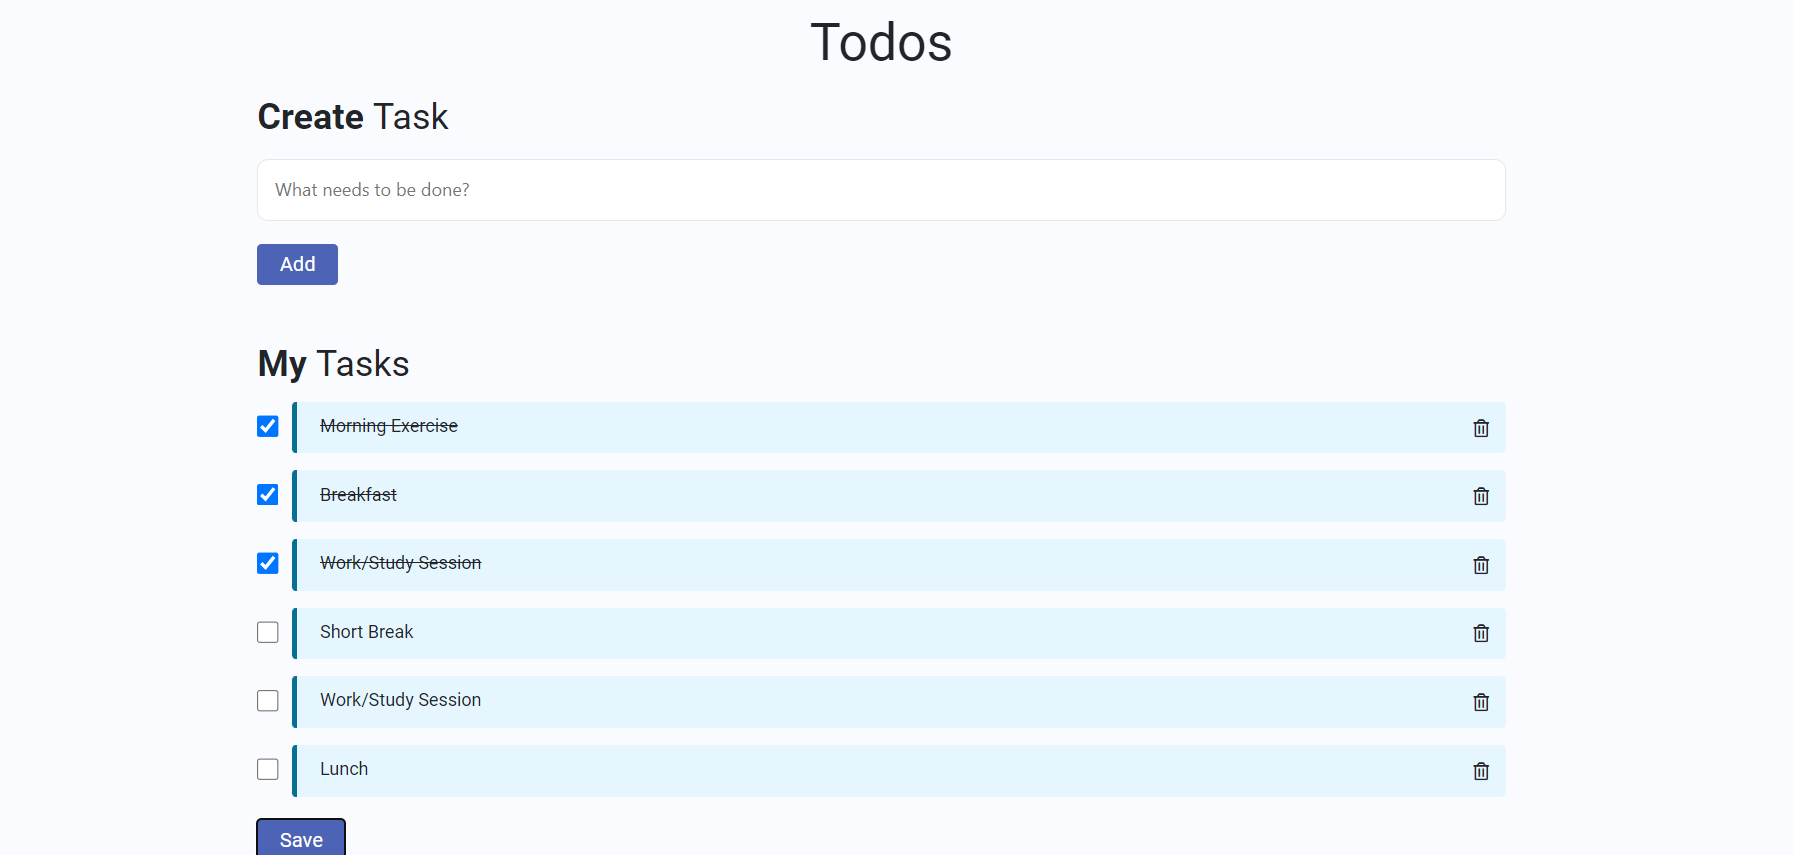 Todos
Create Task
What needs to be done?
Add
My Tasks
Morning Exercise
Breakfast
Work/Study Session
Short Break
Work/Study Session
Lunch
Save